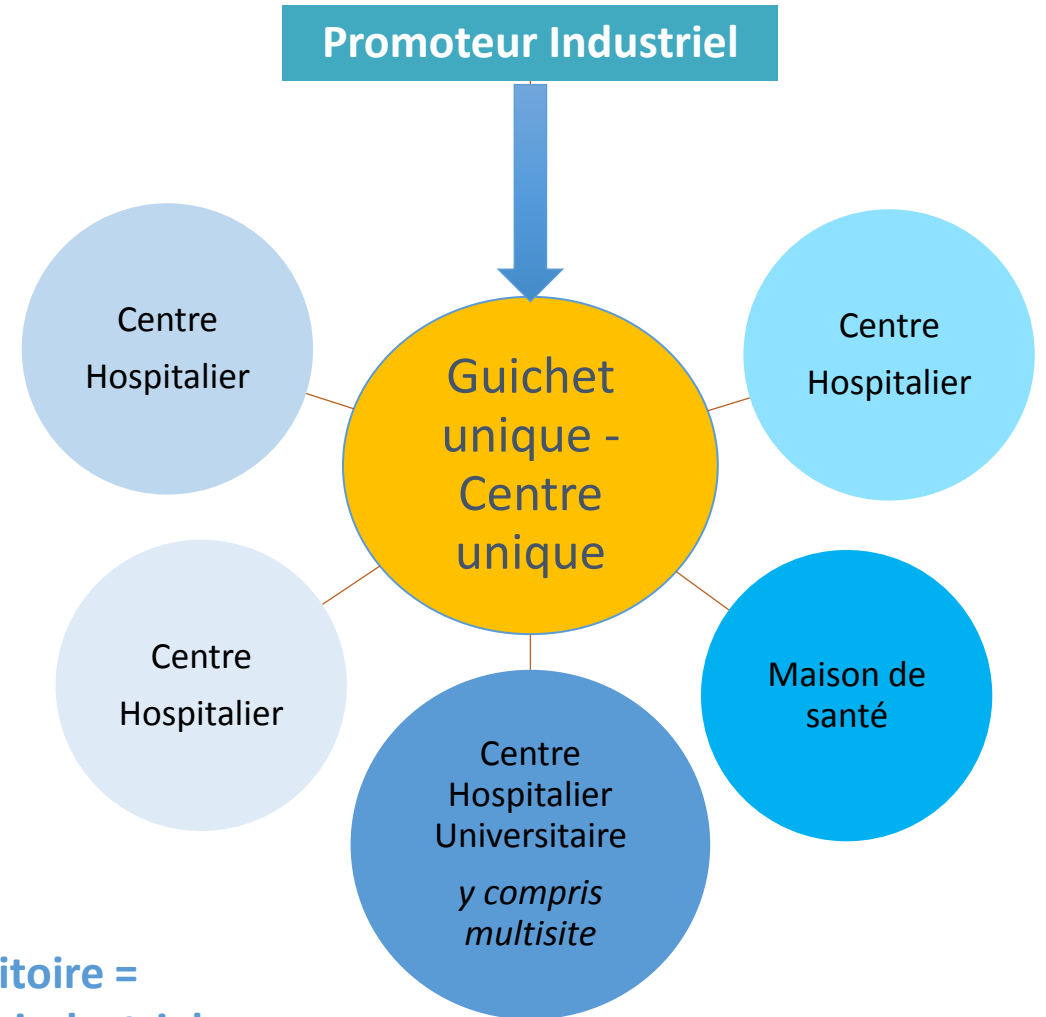 Promoteur Industriel
Centre
Hospitalier
Guichet
unique -
Centre
unique
Centre
Hospitalier
Centre
Hospitalier
Maison de
santé
Centre
Hospitalier
Universitaire
y compris
multisite
itoire =